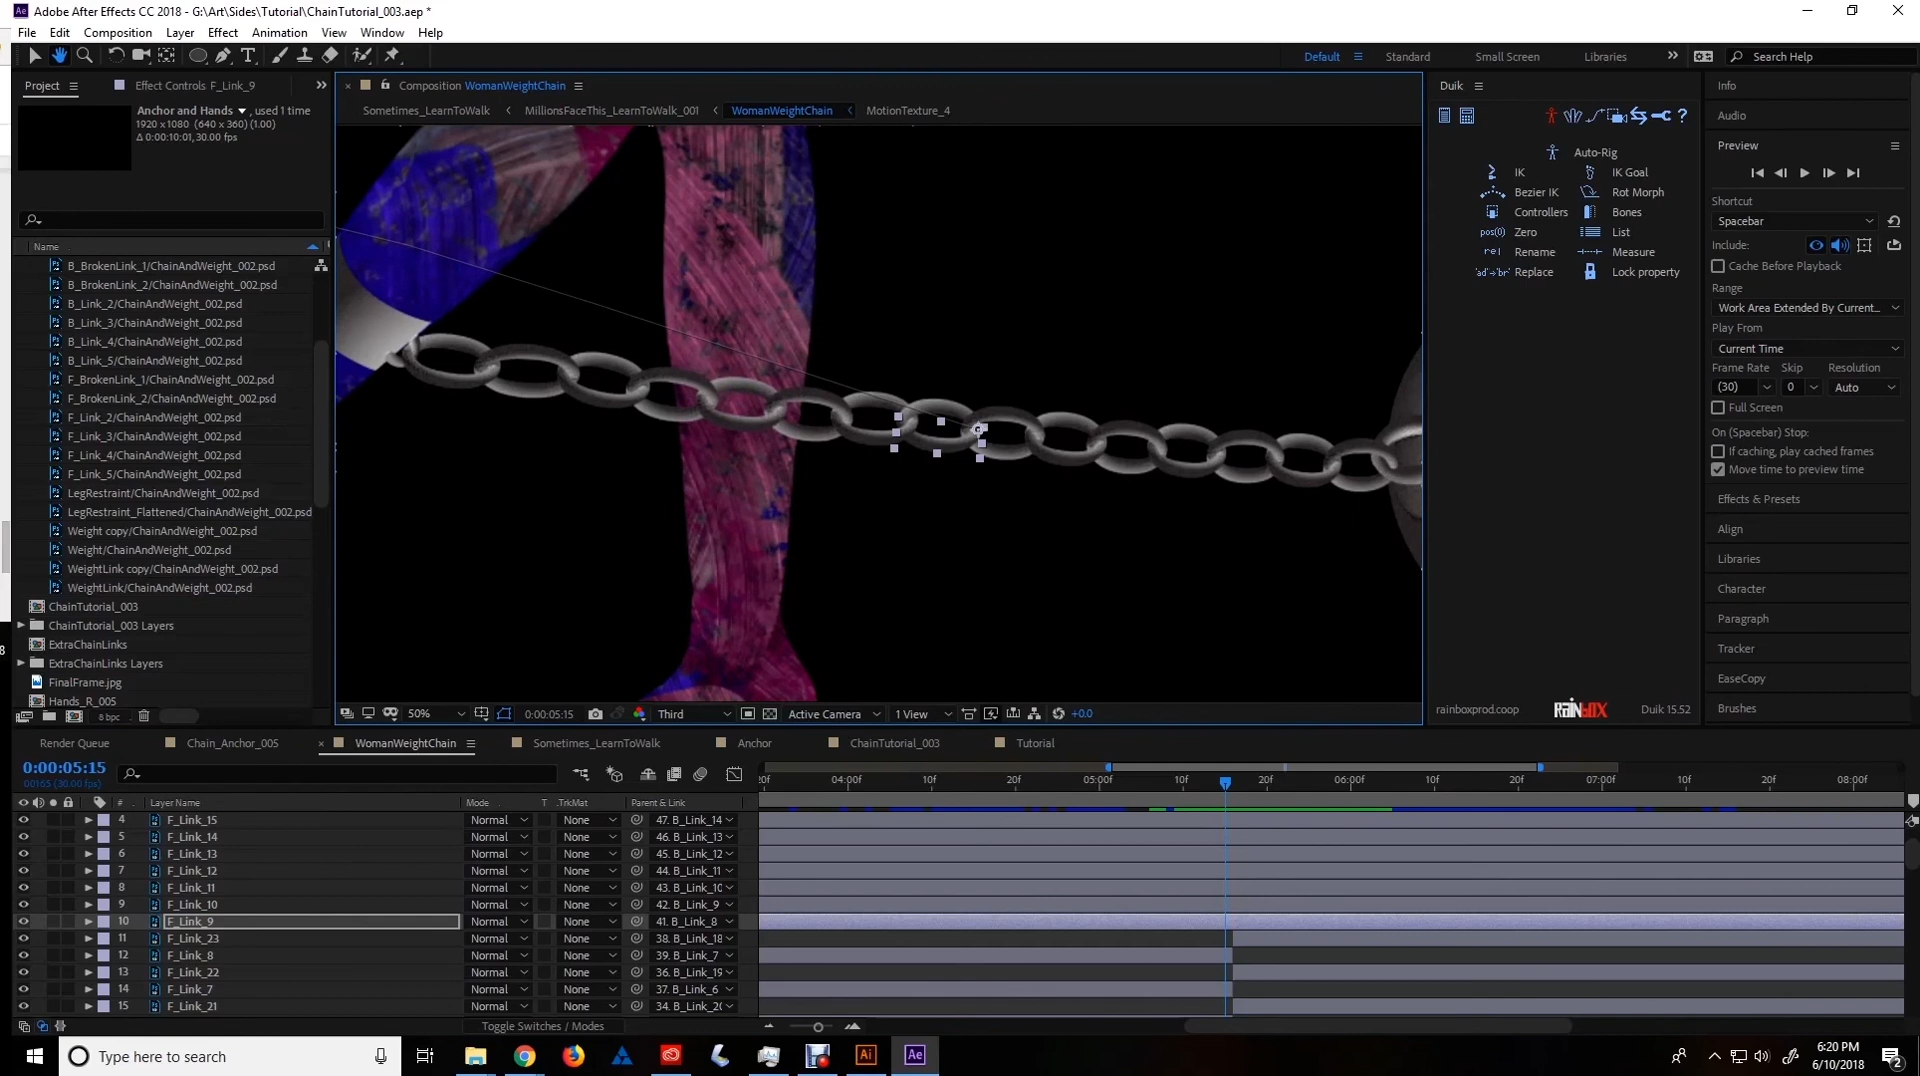 Adobe After Effects CC 2018 - G:\Art\Sides\Tutorial\ChainTutorial_003.aep *
File Edit Composition Layer Effect Animation View Window Help
Default Standard Small Screen Libraries Search Help
Project Effect Controls F_Link_9
Anchor and Hands , used 1 time
1920 x 1080 (640 x 360) (1.00)
Δ 0:00:10:01, 30.00 fps
Name
B_BrokenLink_1/ChainAndWeight_002.psd
B_BrokenLink_2/ChainAndWeight_002.psd
B_Link_2/ChainAndWeight_002.psd
B_Link_3/ChainAndWeight_002.psd
B_Link_4/ChainAndWeight_002.psd
B_Link_5/ChainAndWeight_002.psd
F_BrokenLink_1/ChainAndWeight_002.psd
F_BrokenLink_2/ChainAndWeight_002.psd
F_Link_2/ChainAndWeight_002.psd
F_Link_3/ChainAndWeight_002.psd
F_Link_4/ChainAndWeight_002.psd
F_Link_5/ChainAndWeight_002.psd
LegRestraint/ChainAndWeight_002.psd
LegRestraint_Flattened/ChainAndWeight_002.psd
Weight copy/ChainAndWeight_002.psd
Weight/ChainAndWeight_002.psd
WeightLink copy/ChainAndWeight_002.psd
WeightLink/ChainAndWeight_002.psd
ChainTutorial_003
ChainTutorial_003 Layers
ExtraChainLinks
ExtraChainLinks Layers
FinalFrame.jpg
Hands_R_005
8 bpc
Composition WomanWeightChain
Sometimes_LearnToWalk MillionsFaceThis_LearnToWalk_001 WomanWeightChain MotionTexture_4
50% 0:00:05:15 Third Active Camera 1 View +0.0
Duik
Auto-Rig
IK IK Goal
Bezier IK Rot Morph
Controllers Bones
pos(0) Zero List
rel Rename Measure
'ad'→'br' Replace Lock property
rainboxprod.coop RAiNBOX Duik 15.52
Info
Audio
Preview
Shortcut
Spacebar
Include:
Cache Before Playback
Range
Work Area Extended By Current...
Play From
Current Time
Frame Rate Skip Resolution
(30) 0 Auto
Full Screen
On (Spacebar) Stop:
If caching, play cached frames
Move time to preview time
Effects & Presets
Align
Libraries
Character
Paragraph
Tracker
EaseCopy
Brushes
Render Queue Chain_Anchor_005 WomanWeightChain Sometimes_LearnToWalk Anchor ChainTutorial_003 Tutorial
0:00:05:15
00165 (30.00 fps)
20f 04:00f 10f 20f 05:00f 10f 20f 06:00f 10f 20f 07:00f 10f 20f 08:00f
# Layer Name Mode T .TrkMat Parent & Link
4 F_Link_15 Normal None 47. B_Link_14
5 F_Link_14 Normal None 46. B_Link_13
6 F_Link_13 Normal None 45. B_Link_12
7 F_Link_12 Normal None 44. B_Link_11
8 F_Link_11 Normal None 43. B_Link_10
9 F_Link_10 Normal None 42. B_Link_9
10 F_Link_9 Normal None 41. B_Link_8
11 F_Link_23 Normal None 38. B_Link_18
12 F_Link_8 Normal None 39. B_Link_7
13 F_Link_22 Normal None 36. B_Link_19
14 F_Link_7 Normal None 37. B_Link_6
15 F_Link_21 Normal None 34. B_Link_20
Toggle Switches / Modes
Type here to search
Ai Ae
6:20 PM
6/10/2018
2